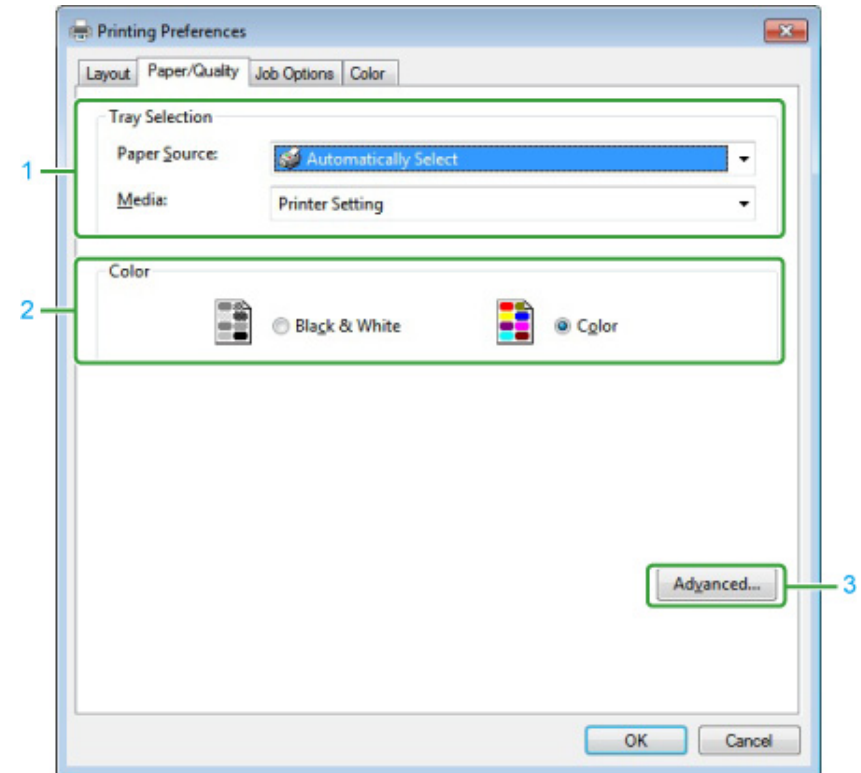 Printing Preferences
Layout Paper/Quality Job Options Color
Tray Selection
1 Paper Source: Automatically Select
Media: Printer Setting
Color
2 Black & White Color
Advanced... 3
OK Cancel